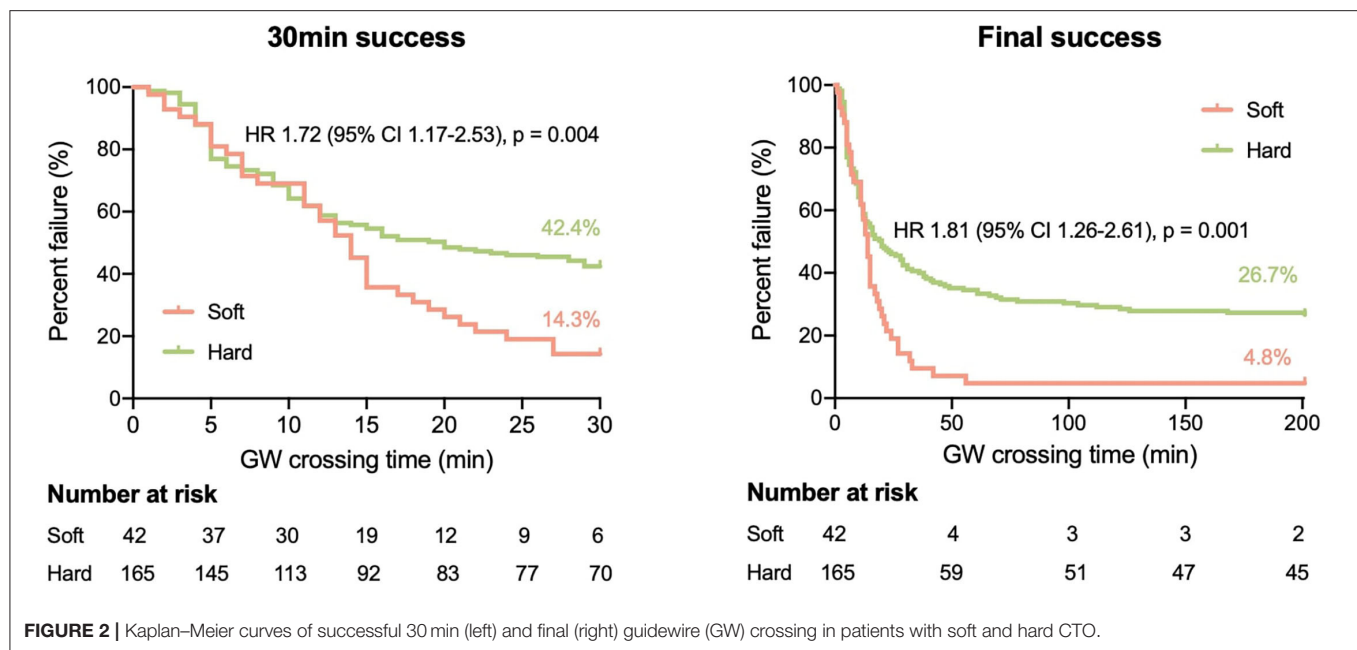 30min success
100
80
60
40
20
0
Percent failure (%)
HR 1.72 (95% CI 1.17-2.53), p = 0.004
42.4%
14.3%
Soft
Hard
0 5 10 15 20 25 30
GW crossing time (min)
Number at risk
Soft 42 37 30 19 12 9 6
Hard 165 145 113 92 83 77 70
Final success
100
80
60
40
20
0
Percent failure (%)
Soft
Hard
HR 1.81 (95% CI 1.26-2.61), p = 0.001
26.7%
4.8%
0 50 100 150 200
GW crossing time (min)
Number at risk
Soft 42 4 3 3 2
Hard 165 59 51 47 45
FIGURE 2 | Kaplan–Meier curves of successful 30 min (left) and final (right) guidewire (GW) crossing in patients with soft and hard CTO.